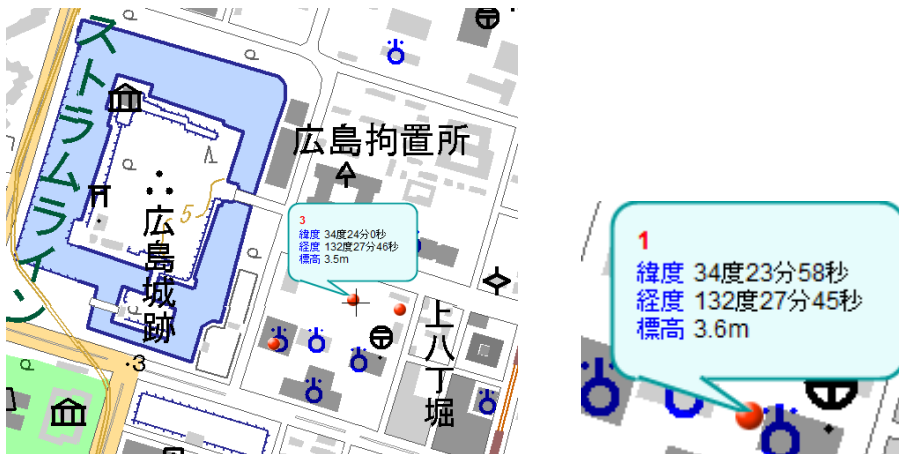 ストラムライン
広島拘置所
広島城跡
5
3
緯度 34度24分0秒
経度 132度27分46秒
標高 3.5m
上八丁堀
・3
1
緯度 34度23分58秒
経度 132度27分45秒
標高 3.6m